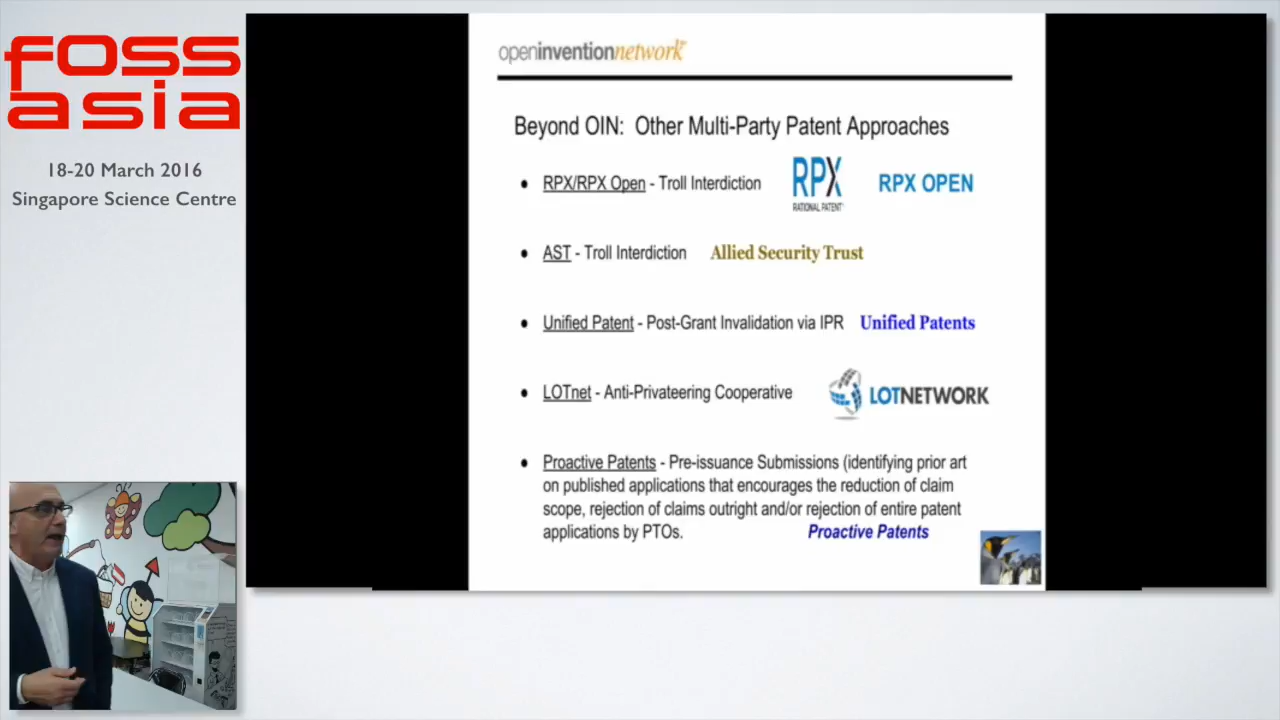 foss
asia
18-20 March 2016
Singapore Science Centre
openinventionnetwork
Beyond OIN: Other Multi-Party Patent Approaches
• RPX/RPX Open - Troll Interdiction
RPX
RATIONAL PATENT
RPX OPEN
• AST - Troll Interdiction
Allied Security Trust
• Unified Patent - Post-Grant Invalidation via IPR
Unified Patents
• LOTnet - Anti-Privateering Cooperative
LOTNETWORK
• Proactive Patents - Pre-issuance Submissions (identifying prior art
on published applications that encourages the reduction of claim
scope, rejection of claims outright and/or rejection of entire patent
applications by PTOs.
Proactive Patents